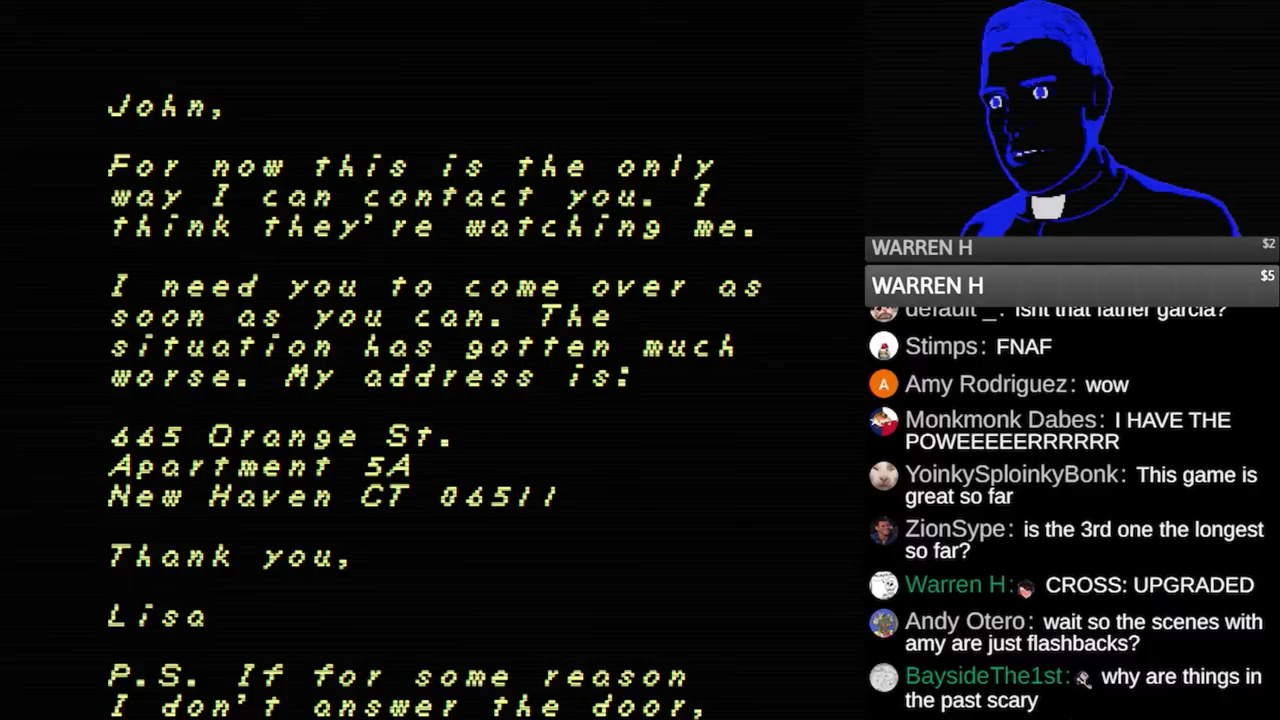 John,
For now this is the only
way I can contact you. I
think they're watching me.
I need you to come over as
soon as you can. The
situation has gotten much
worse. My address is:
665 Orange St.
Apartment 5A
New Haven CT 06511
Thank you,
Lisa
P.S. If for some reason
I don't answer the door,
WARREN H $2
WARREN H $5
default _: Isnt that father garcia?
Stimps: FNAF
Amy Rodriguez: wow
Monkmonk Dabes: I HAVE THE
POWEEEEERRRRRR
YoinkySploinkyBonk: This game is
great so far
ZionSype: is the 3rd one the longest
so far?
Warren H: CROSS: UPGRADED
Andy Otero: wait so the scenes with
amy are just flashbacks?
BaysideThe1st: why are things in
the past scary